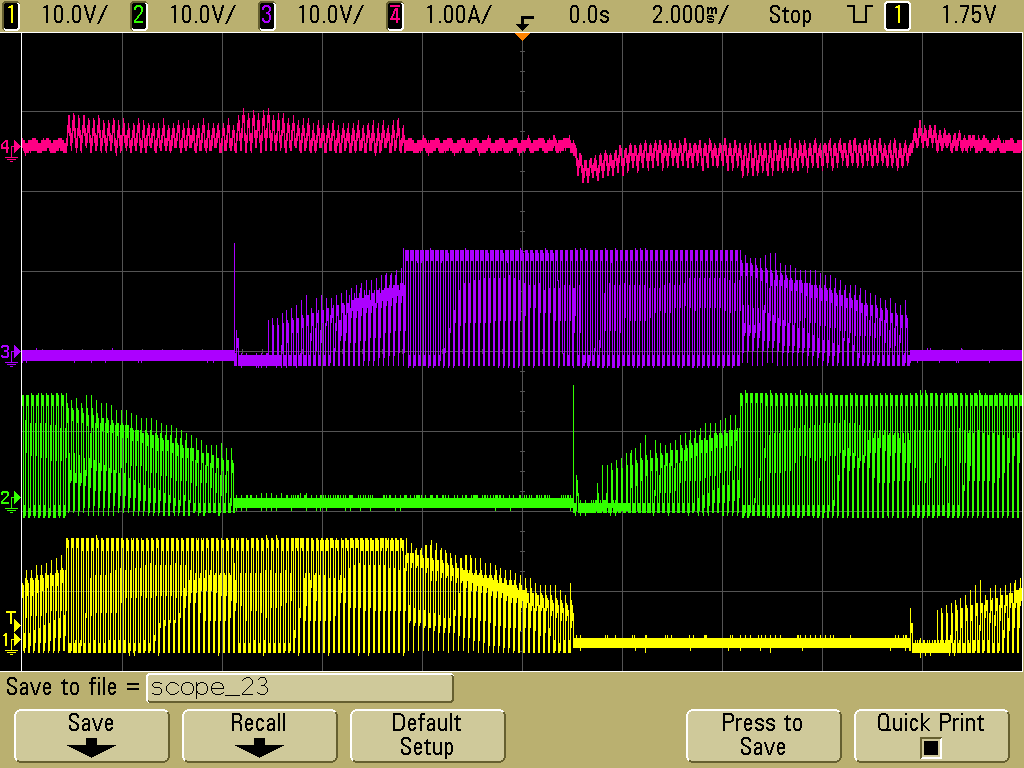 1 10.0V/ 2 10.0V/ 3 10.0V/ 4 1.00A/ 0.0s 2.000ms/ Stop 1 1.75V
4
3
2
T
1
Save to file = scope_23
Save Recall Default Setup Press to Save Quick Print